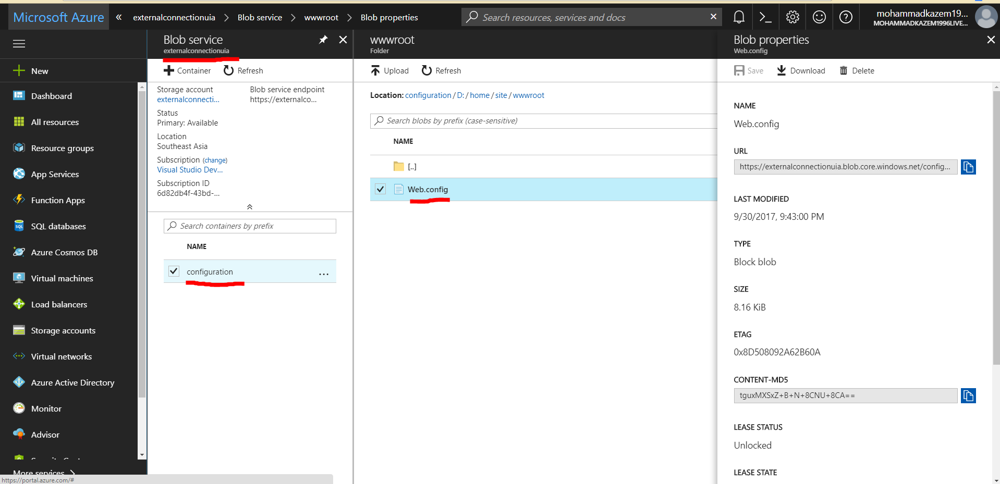 Microsoft Azure « externalconnectionuia > Blob service > wwwroot > Blob properties
Search resources, services and docs
mohammadkazem19...
MOHAMMADKAZEM1996LIVE...
New
Dashboard
All resources
Resource groups
App Services
Function Apps
SQL databases
Azure Cosmos DB
Virtual machines
Load balancers
Storage accounts
Virtual networks
Azure Active Directory
Monitor
Advisor
More services >
https://portal.azure.com/#
Blob service
externalconnectionuia
Container Refresh
Storage account
externalconnecti...
Blob service endpoint
https://externalco...
Status
Primary: Available
Location
Southeast Asia
Subscription (change)
Visual Studio Dev...
Subscription ID
6d82db4f-43bd-...
Search containers by prefix
NAME
configuration ...
wwwroot
Folder
Upload Refresh
Location: configuration / D: / home / site / wwwroot
Search blobs by prefix (case-sensitive)
NAME
[..]
Web.config
Blob properties
Web.config
Save Download Delete
NAME
Web.config
URL
https://externalconnectionuia.blob.core.windows.net/config...
LAST MODIFIED
9/30/2017, 9:43:00 PM
TYPE
Block blob
SIZE
8.16 KiB
ETAG
0x8D508092A62B60A
CONTENT-MD5
tguxMXSxZ+B+N+8CNU+8CA==
LEASE STATUS
Unlocked
LEASE STATE